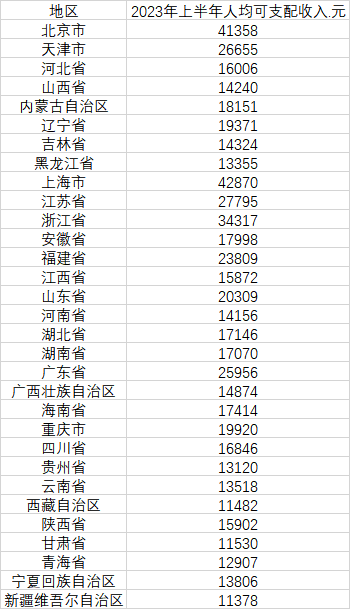 地区 2023年上半年人均可支配收入.元
北京市 41358
天津市 26655
河北省 16006
山西省 14240
内蒙古自治区 18151
辽宁省 19371
吉林省 14324
黑龙江省 13355
上海市 42870
江苏省 27795
浙江省 34317
安徽省 17998
福建省 23809
江西省 15872
山东省 20309
河南省 14156
湖北省 17146
湖南省 17070
广东省 25956
广西壮族自治区 14874
海南省 17414
重庆市 19920
四川省 16846
贵州省 13120
云南省 13518
西藏自治区 11482
陕西省 15902
甘肃省 11530
青海省 12907
宁夏回族自治区 13806
新疆维吾尔自治区 11378